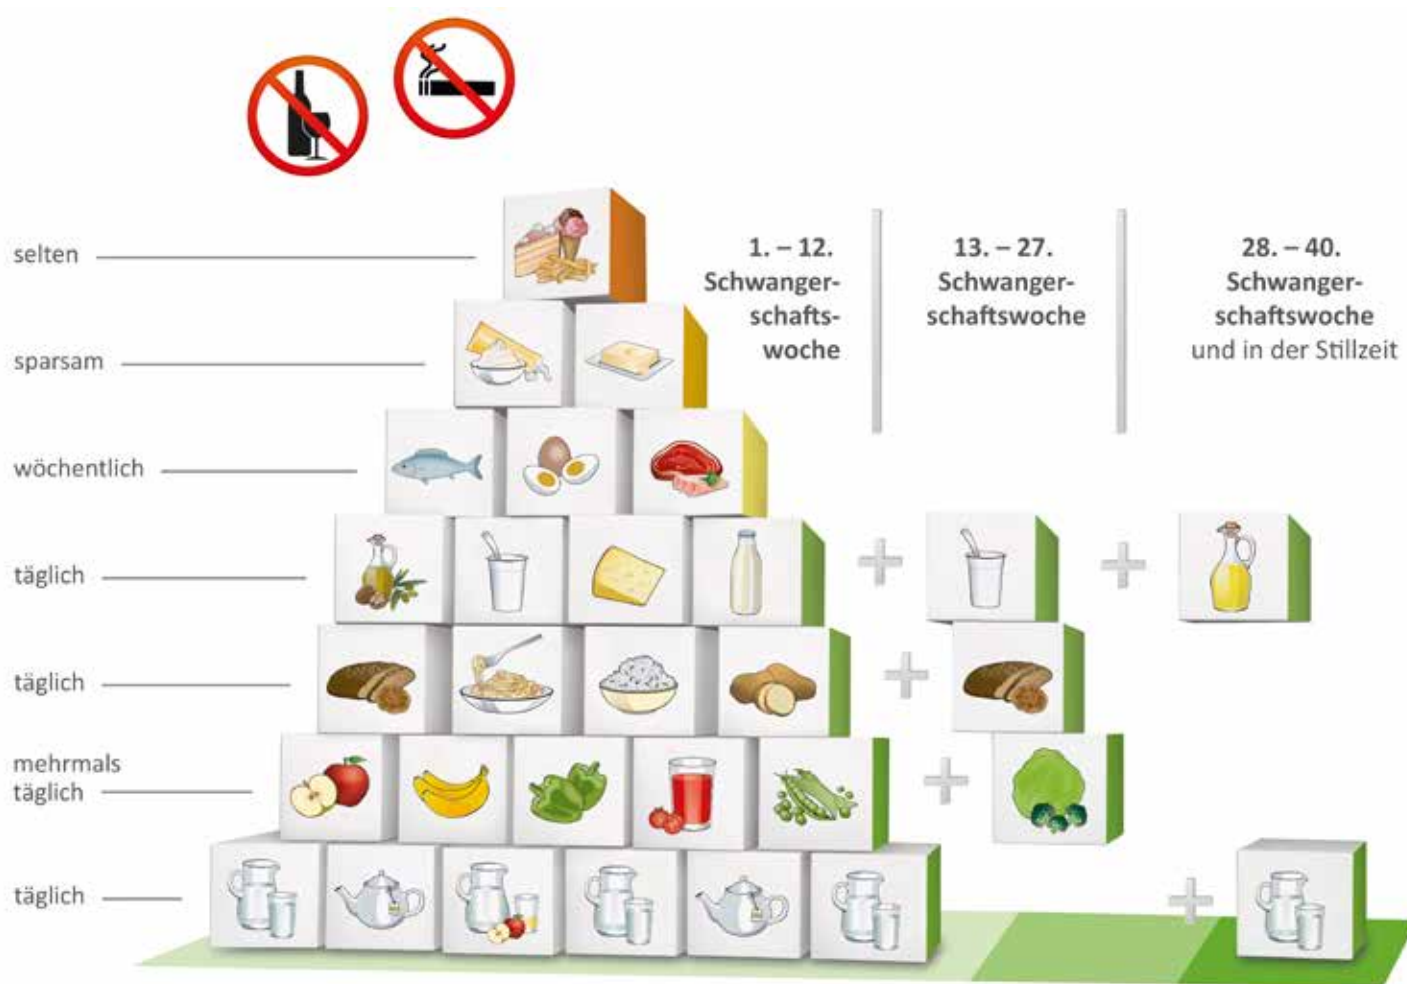 selten
1. – 12.
Schwanger-
schafts-
woche
13. – 27.
Schwanger-
schaftswoche
28. – 40.
Schwanger-
schaftswoche
und in der Stillzeit
sparsam
wöchentlich
täglich
täglich
mehrmals
täglich
täglich